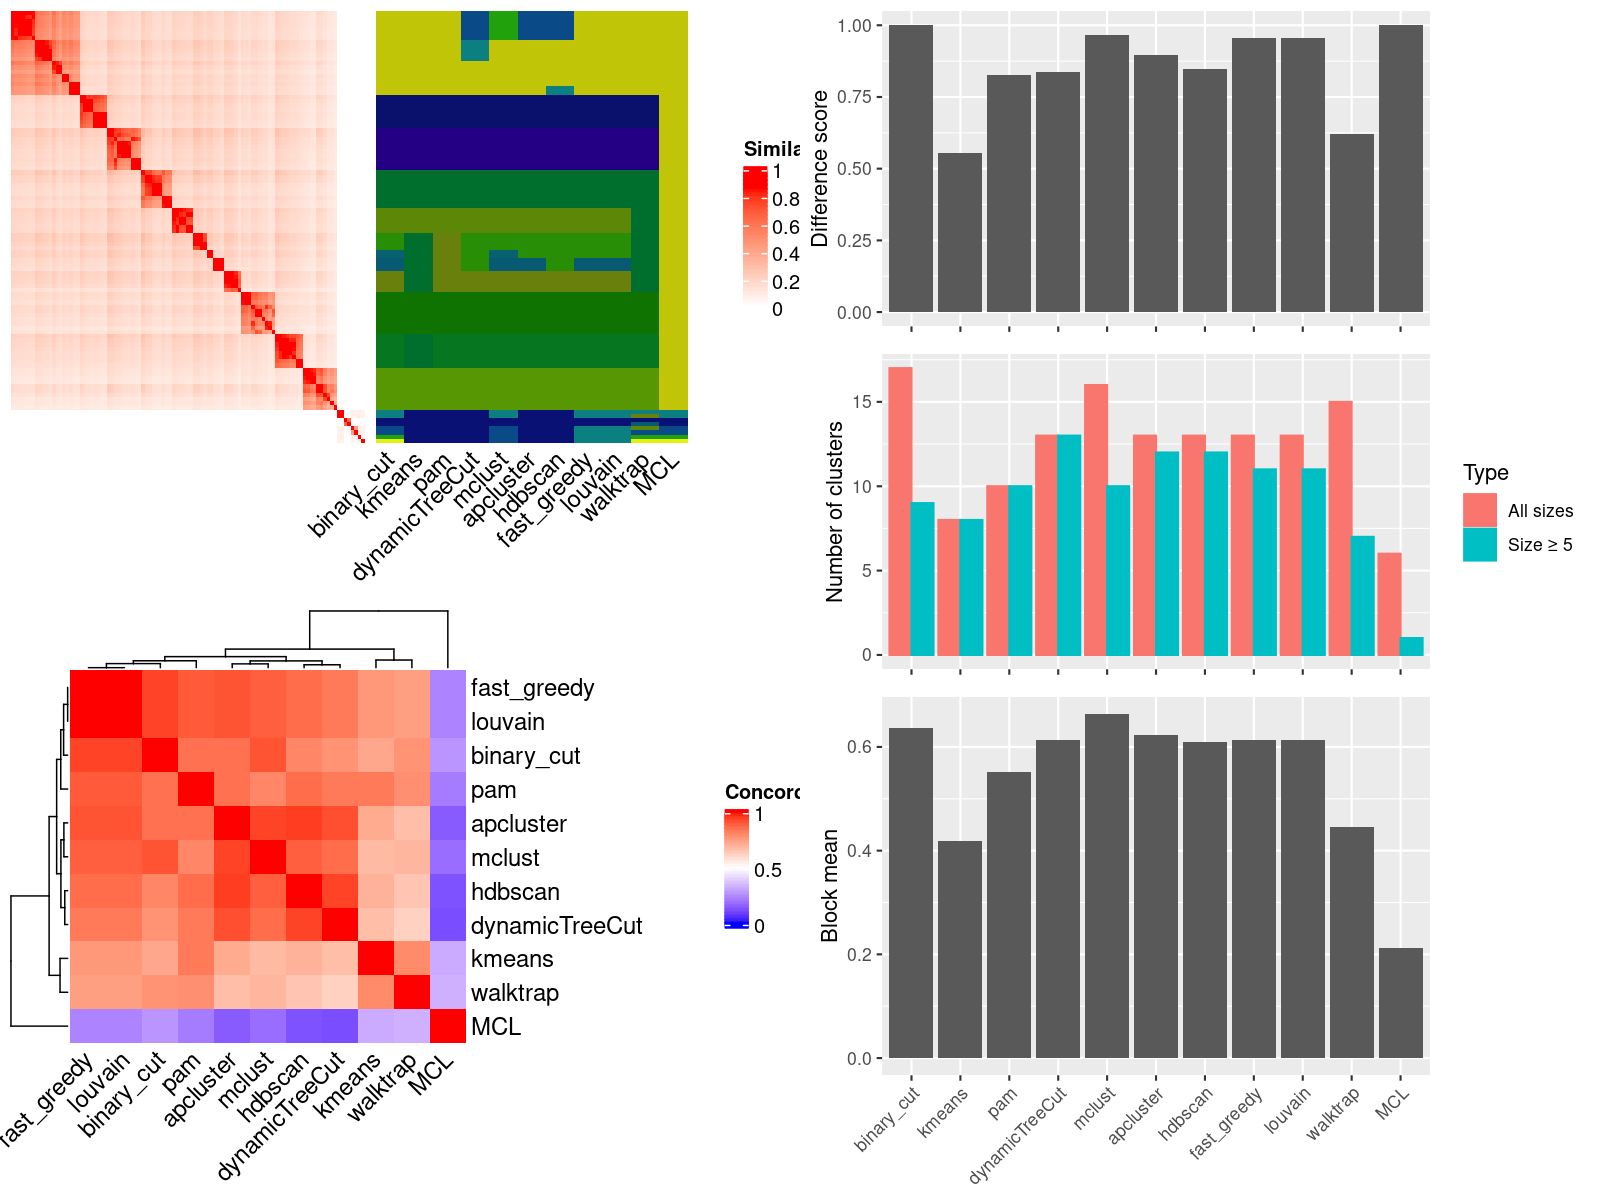 Simila
1
0.8
0.6
0.4
0.2
0
binary_cut
kmeans
pam
dynamicTreeCut
mclust
apcluster
hdbscan
fast_greedy
louvain
walktrap
MCL
Difference score
1.00
0.75
0.50
0.25
0.00
Number of clusters
15
10
5
0
Type
All sizes
Size ≥ 5
fast_greedy
louvain
binary_cut
pam
apcluster
mclust
hdbscan
dynamicTreeCut
kmeans
walktrap
MCL
fast_greedy
louvain
binary_cut
pam
apcluster
mclust
hdbscan
dynamicTreeCut
kmeans
walktrap
MCL
Concord
1
0.5
0
Block mean
0.6
0.4
0.2
0.0
binary_cut
kmeans
pam
dynamicTreeCut
mclust
apcluster
hdbscan
fast_greedy
louvain
walktrap
MCL